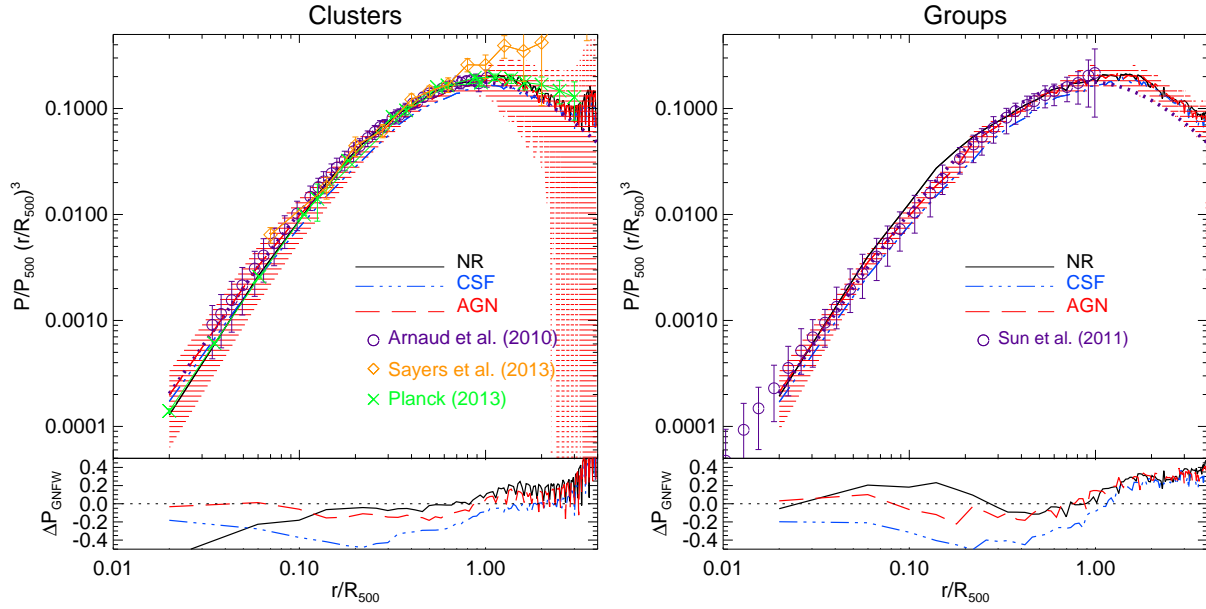 Clusters
P/P500 (r/R500)^3
0.1000
0.0100
0.0010
0.0001
NR
CSF
AGN
Arnaud et al. (2010)
Sayers et al. (2013)
Planck (2013)
ΔP_GNFW
0.4
0.2
0.0
-0.2
-0.4
0.01
0.10
1.00
r/R500
Groups
P/P500 (r/R500)^3
0.1000
0.0100
0.0010
0.0001
NR
CSF
AGN
Sun et al. (2011)
ΔP_GNFW
0.4
0.2
0.0
-0.2
-0.4
0.01
0.10
1.00
r/R500